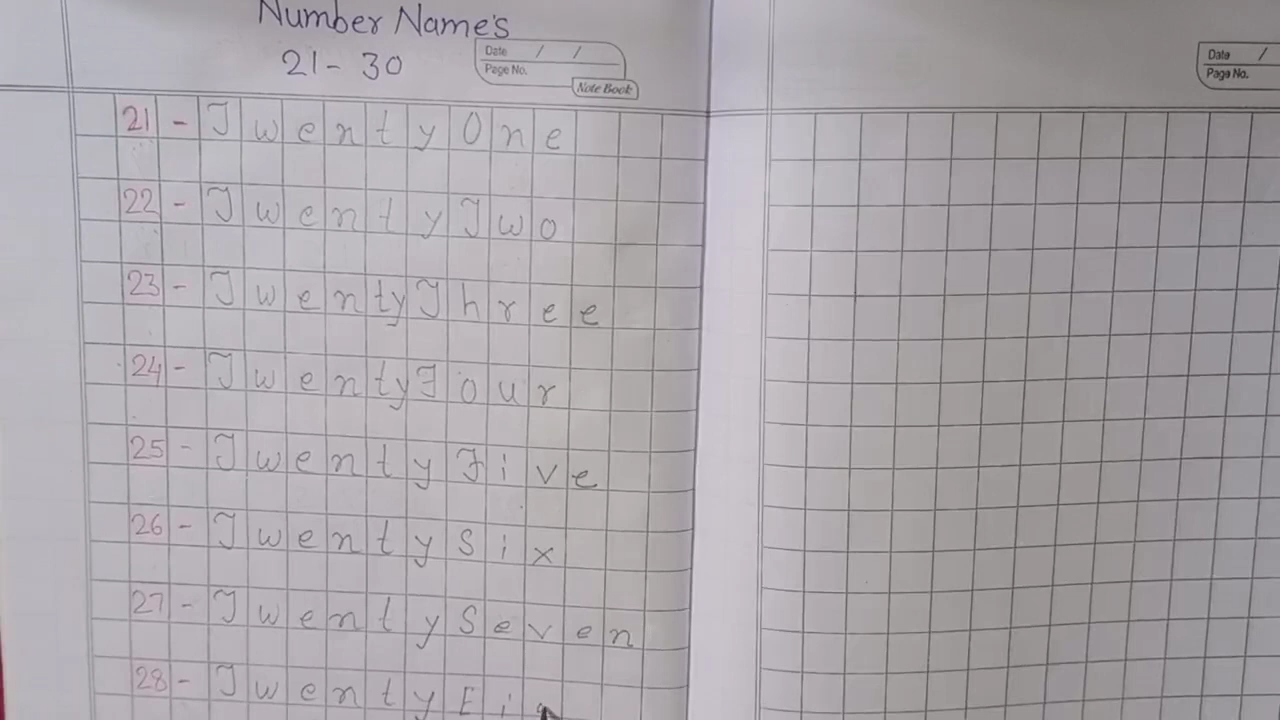 Number Name's
21 - 30
Date / /
Page No.
Note Book
Date /
Page No.
21 - Twenty One
22 - Twenty Two
23 - Twenty Three
24 - Twenty Four
25 - Twenty Five
26 - Twenty Six
27 - Twenty Seven
28 - Twenty Ei